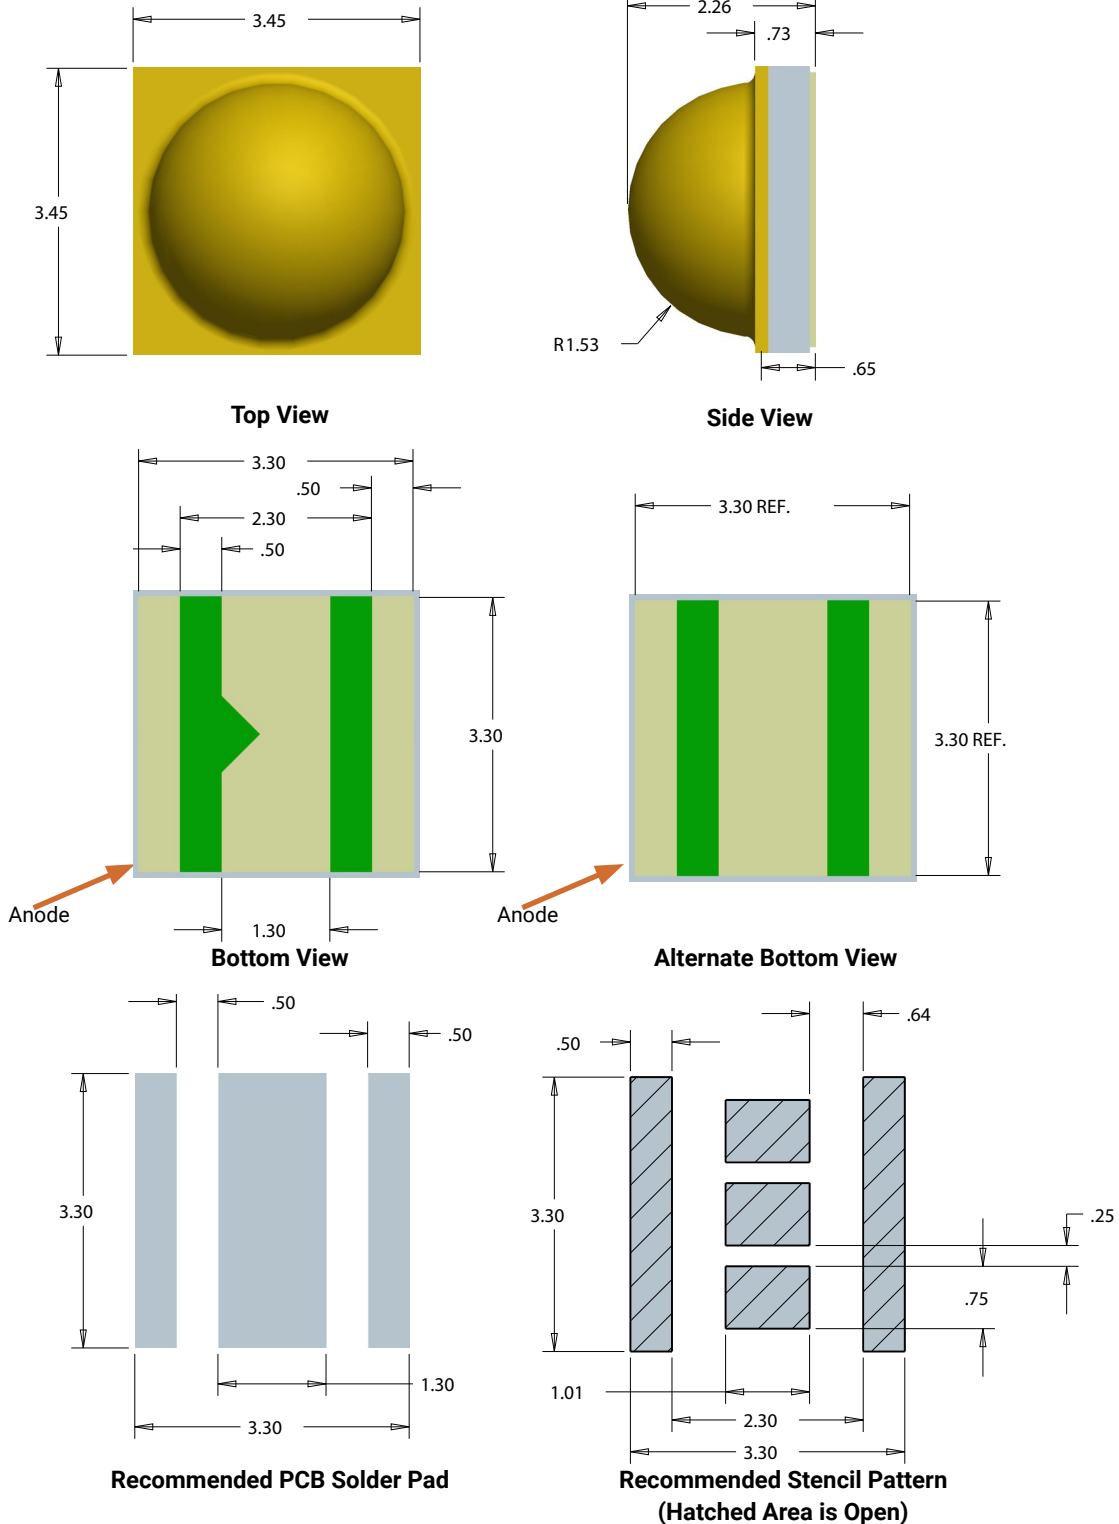 3.45
3.45
Top View
2.26
.73
R1.53
.65
Side View
3.30
.50
2.30
.50
3.30
Anode
1.30
Bottom View
3.30 REF.
3.30 REF.
Anode
Alternate Bottom View
.50
.50
3.30
1.30
3.30
Recommended PCB Solder Pad
.64
.50
3.30
.25
.75
1.01
2.30
3.30
Recommended Stencil Pattern
(Hatched Area is Open)